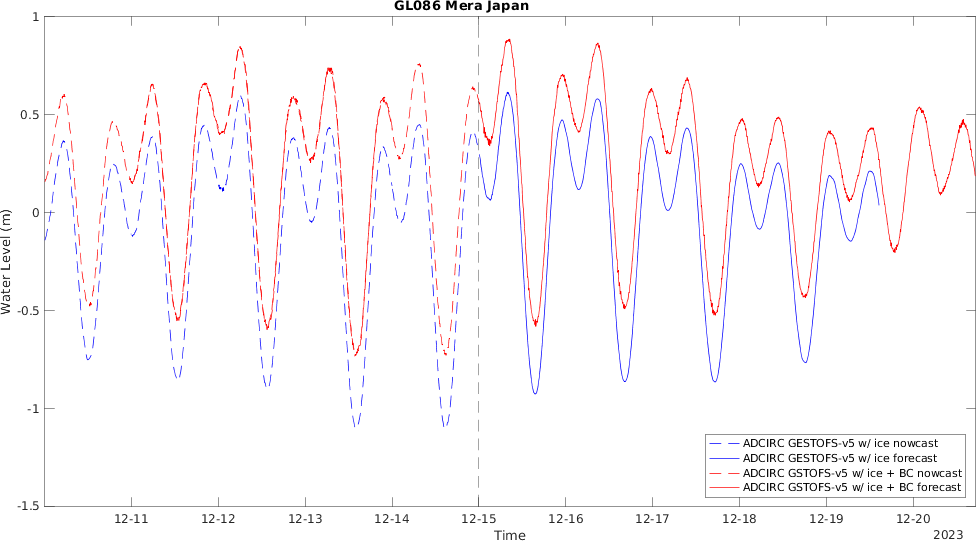 GL086 Mera Japan
1
0.5
0
-0.5
-1
-1.5
Water Level (m)
12-11 12-12 12-13 12-14 12-15 12-16 12-17 12-18 12-19 12-20
Time
2023
ADCIRC GESTOFS-v5 w/ ice nowcast
ADCIRC GESTOFS-v5 w/ ice forecast
ADCIRC GSTOFS-v5 w/ ice + BC nowcast
ADCIRC GSTOFS-v5 w/ ice + BC forecast